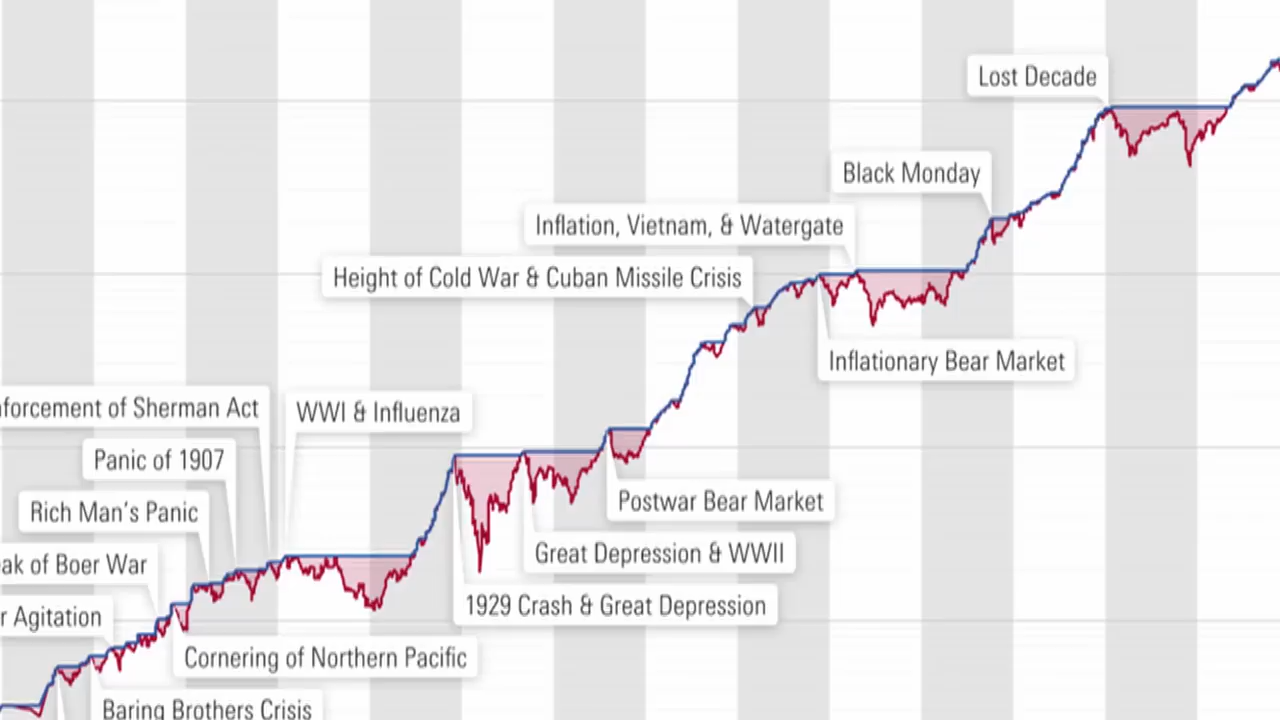 Lost Decade
Black Monday
Inflation, Vietnam, & Watergate
Height of Cold War & Cuban Missile Crisis
Inflationary Bear Market
of Sherman Act
WWI & Influenza
Panic of 1907
Rich Man's Panic
Postwar Bear Market
Great Depression & WWII
of Boer War
1929 Crash & Great Depression
Agitation
Cornering of Northern Pacific
Baring Brothers Crisis